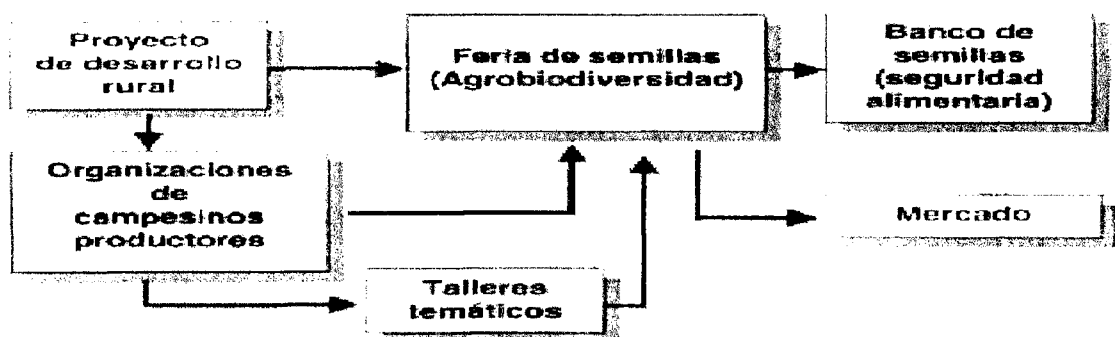 Proyecto
de desarrollo
rural
Feria de semillas
(Agrobiodiversidad)
Banco de
semillas
(seguridad
alimentaria)
Organizaciones
de
campesinos
productores
Mercado
Talleres
temáticos